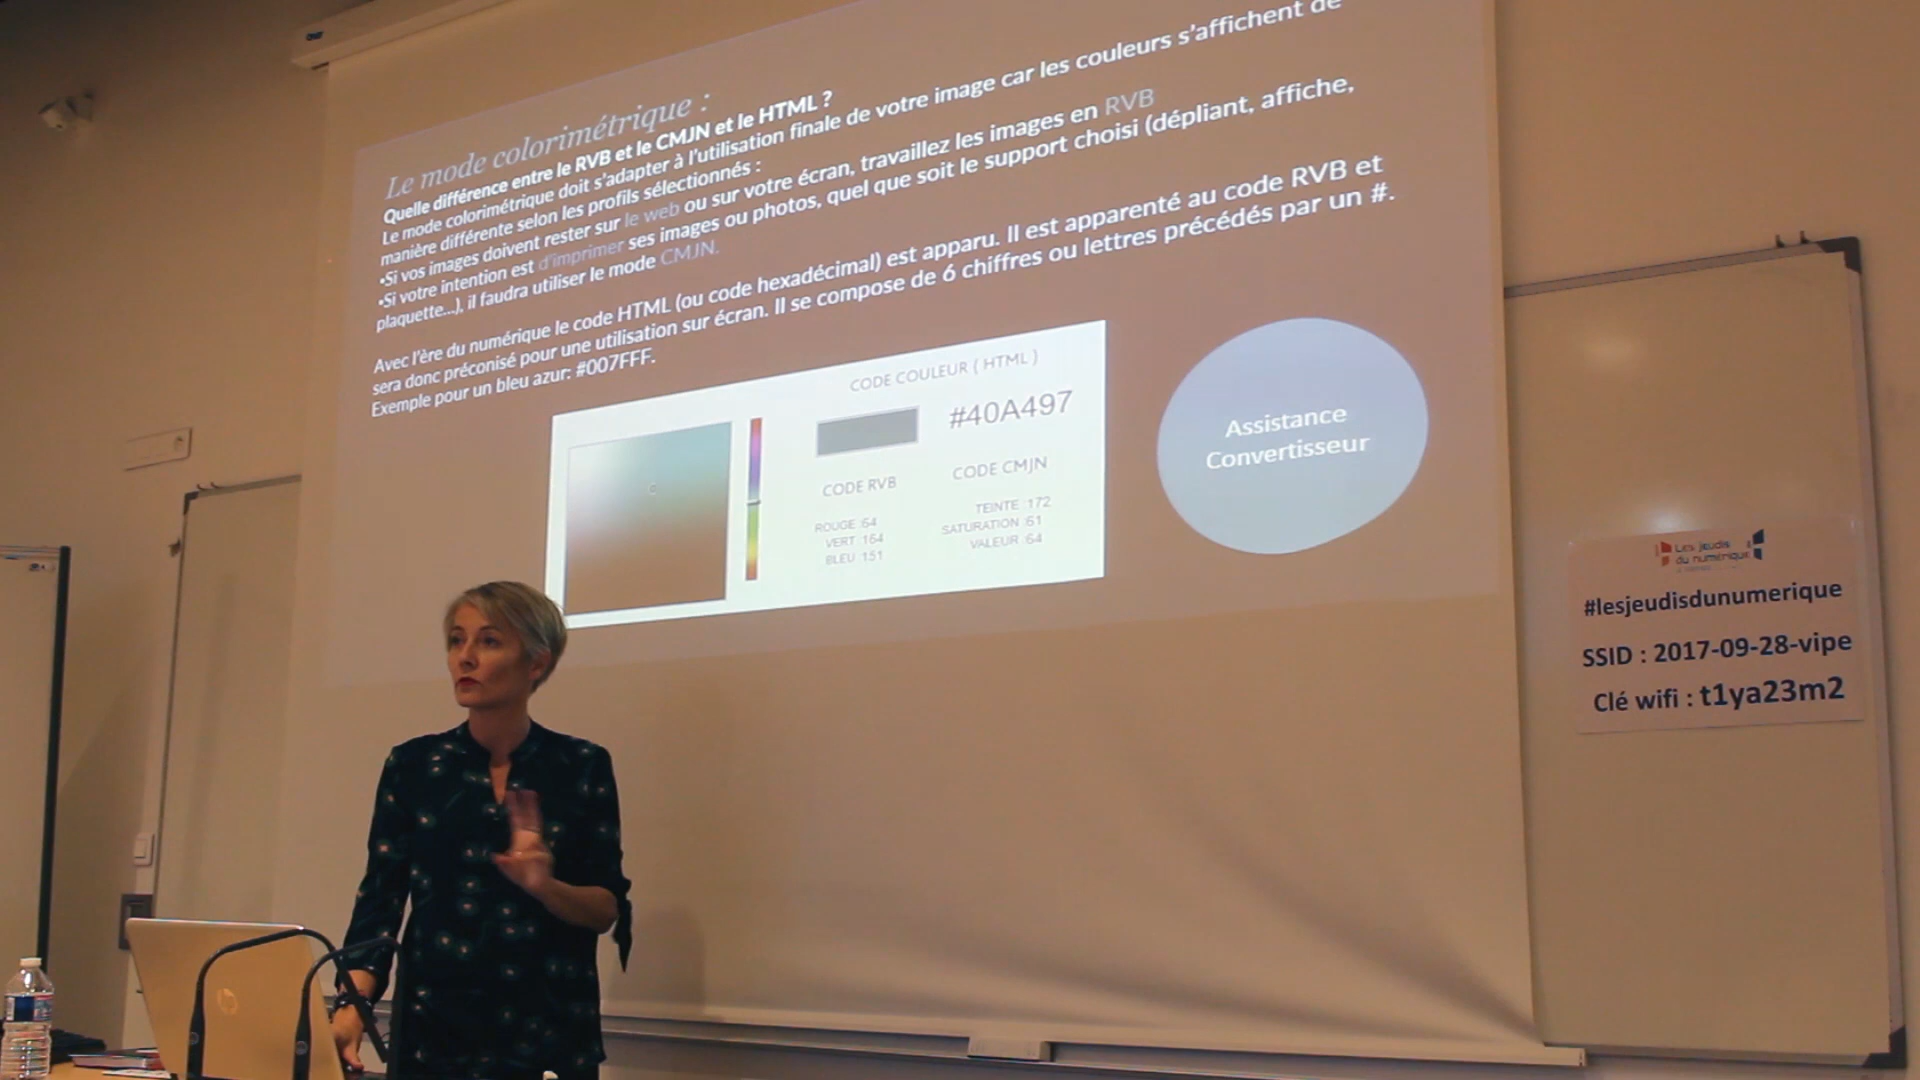 Le mode colorimétrique :
Quelle différence entre le RVB et le CMJN et le HTML ?
Le mode colorimétrique doit s'adapter à l'utilisation finale de votre image car les couleurs s'affichent de
manière différente selon les profils sélectionnés :
•Si vos images doivent rester sur le web ou sur votre écran, travaillez les images en RVB
•Si votre intention est d'imprimer ses images ou photos, quel que soit le support choisi (dépliant, affiche,
plaquette...), il faudra utiliser le mode CMJN.
Avec l'ère du numérique le code HTML (ou code hexadécimal) est apparu. Il est apparenté au code RVB et
sera donc préconisé pour une utilisation sur écran. Il se compose de 6 chiffres ou lettres précédés par un #.
Exemple pour un bleu azur: #007FFF.
CODE COULEUR ( HTML )
#40A497
CODE RVB
ROUGE :64
VERT :164
BLEU :151
CODE CMJN
TEINTE :172
SATURATION :61
VALEUR :64
Assistance
Convertisseur
Les jeudis
du numérique
#lesjeudisdunumerique
SSID : 2017-09-28-vipe
Clé wifi : t1ya23m2
hp